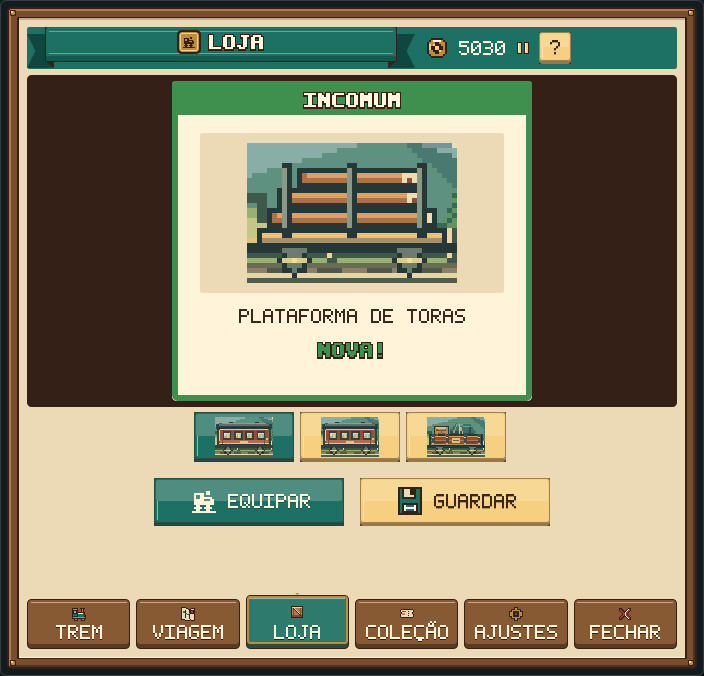 LOJA
5030
?
INCOMUM
PLATAFORMA DE TORAS
NOVA!
EQUIPAR
GUARDAR
TREM
VIAGEM
LOJA
COLEÇÃO
AJUSTES
FECHAR